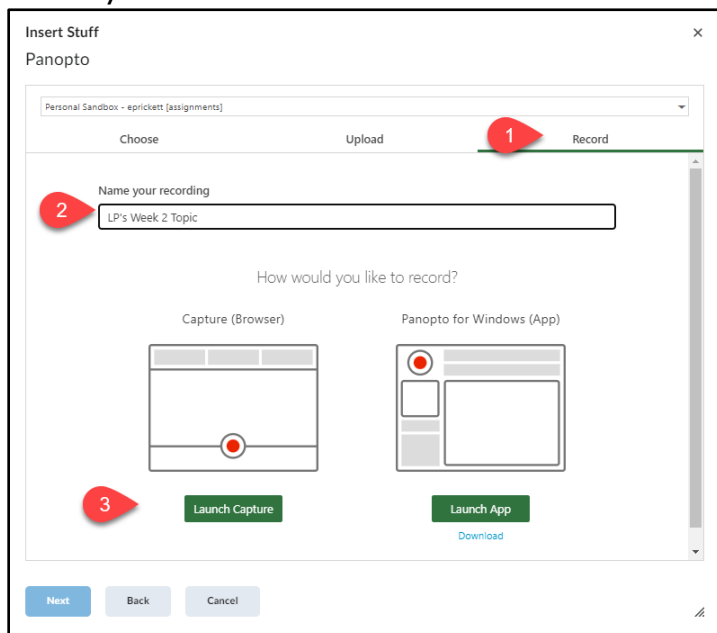 Insert Stuff
×
Panopto
Personal Sandbox - eprickett [assignments]
Choose Upload 1 Record
Name your recording
2 LP's Week 2 Topic
How would you like to record?
Capture (Browser) Panopto for Windows (App)
3 Launch Capture Launch App
Download
Next Back Cancel